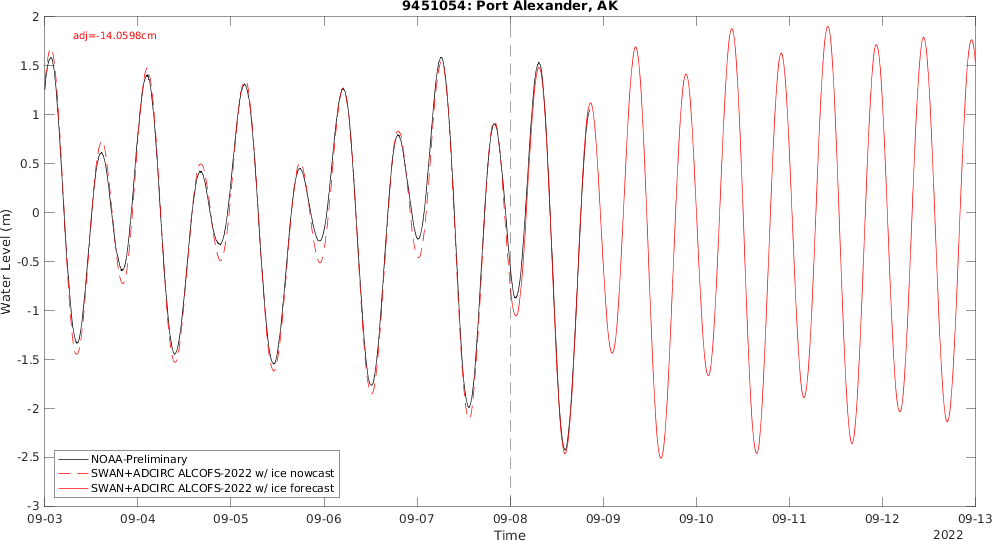 9451054: Port Alexander, AK
adj=-14.0598cm
2
1.5
1
0.5
0
-0.5
-1
-1.5
-2
-2.5
-3
Water Level (m)
NOAA-Preliminary
SWAN+ADCIRC ALCOFS-2022 w/ ice nowcast
SWAN+ADCIRC ALCOFS-2022 w/ ice forecast
09-03 09-04 09-05 09-06 09-07 09-08 09-09 09-10 09-11 09-12 09-13
Time
2022